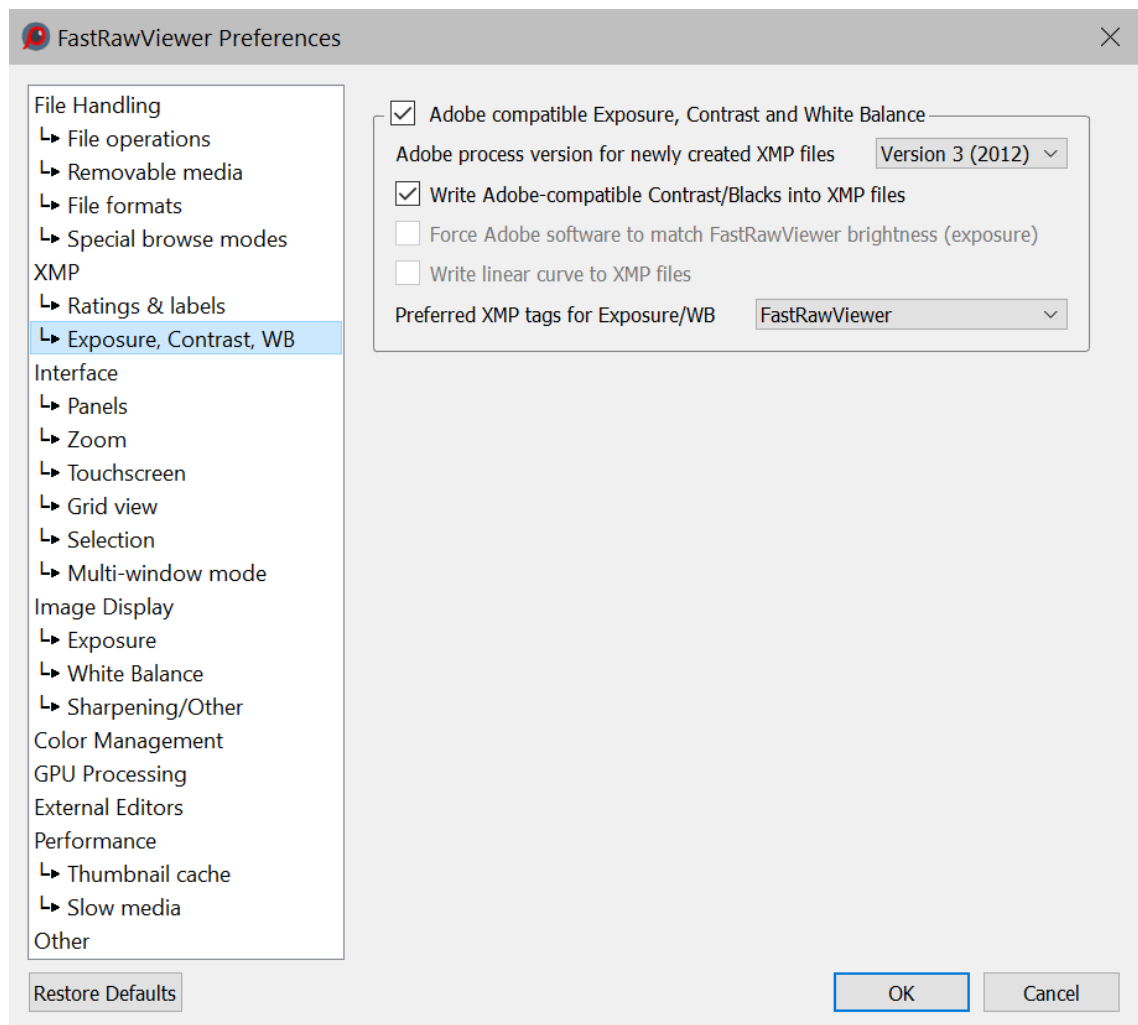 FastRawViewer Preferences
File Handling
File operations
Removable media
File formats
Special browse modes
XMP
Ratings & labels
Exposure, Contrast, WB
Interface
Panels
Zoom
Touchscreen
Grid view
Selection
Multi-window mode
Image Display
Exposure
White Balance
Sharpening/Other
Color Management
GPU Processing
External Editors
Performance
Thumbnail cache
Slow media
Other
Adobe compatible Exposure, Contrast and White Balance
Adobe process version for newly created XMP files Version 3 (2012)
Write Adobe-compatible Contrast/Blacks into XMP files
Force Adobe software to match FastRawViewer brightness (exposure)
Write linear curve to XMP files
Preferred XMP tags for Exposure/WB FastRawViewer
Restore Defaults OK Cancel